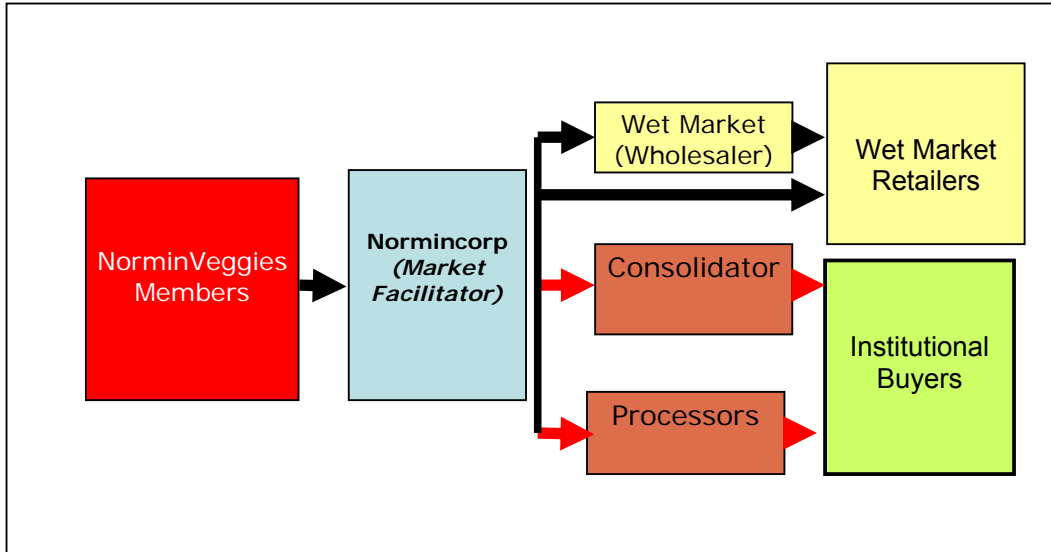 NorminVeggies
Members
Normincorp
(Market
Facilitator)
Wet Market
(Wholesaler)
Wet Market
Retailers
Consolidator
Institutional
Buyers
Processors